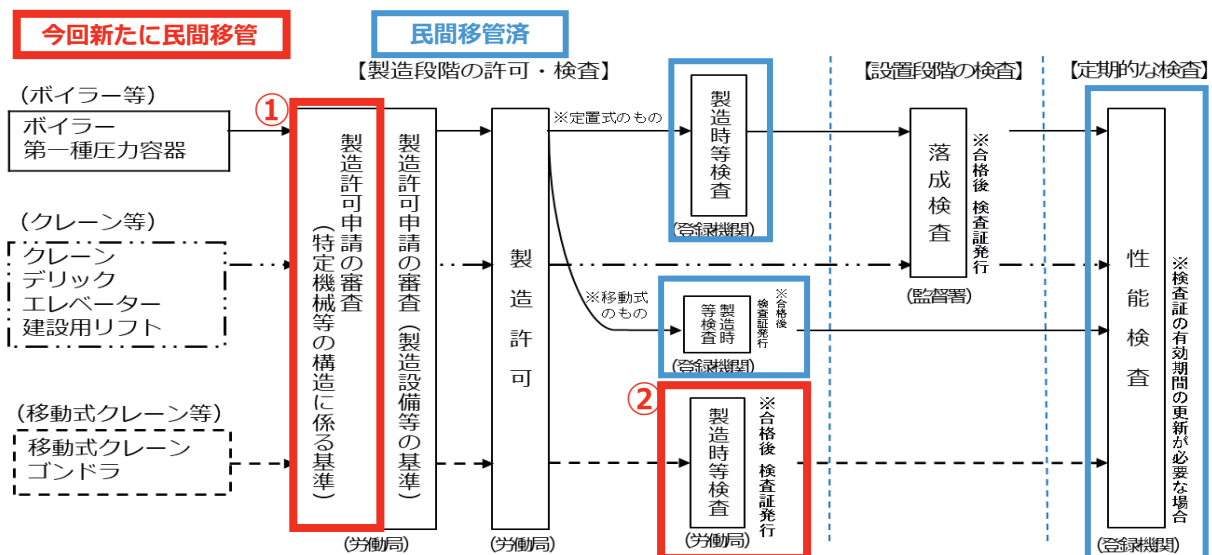 今回新たに民間移管
民間移管済
【製造段階の許可・検査】
【設置段階の検査】
【定期的な検査】
(ボイラー等)
ボイラー
第一種圧力容器
(クレーン等)
クレーン
デリック
エレベーター
建設用リフト
(移動式クレーン等)
移動式クレーン
ゴンドラ
①
製造許可申請の審査
(特定機械等の構造に係る基準)
製造許可申請の審査(製造設備等の基準)
(労働局)
製造許可
(労働局)
※定置式のもの
製造時等検査
(登録機関)
※移動式
のもの
製造時
等検査
※合格後
検査証発行
(登録機関)
②
製造時等検査
※合格後 検査証発行
(労働局)
落成検査
※合格後 検査証発行
(監督署)
性能検査
※検査証の有効期間の更新が必要な場合
(登録機関)